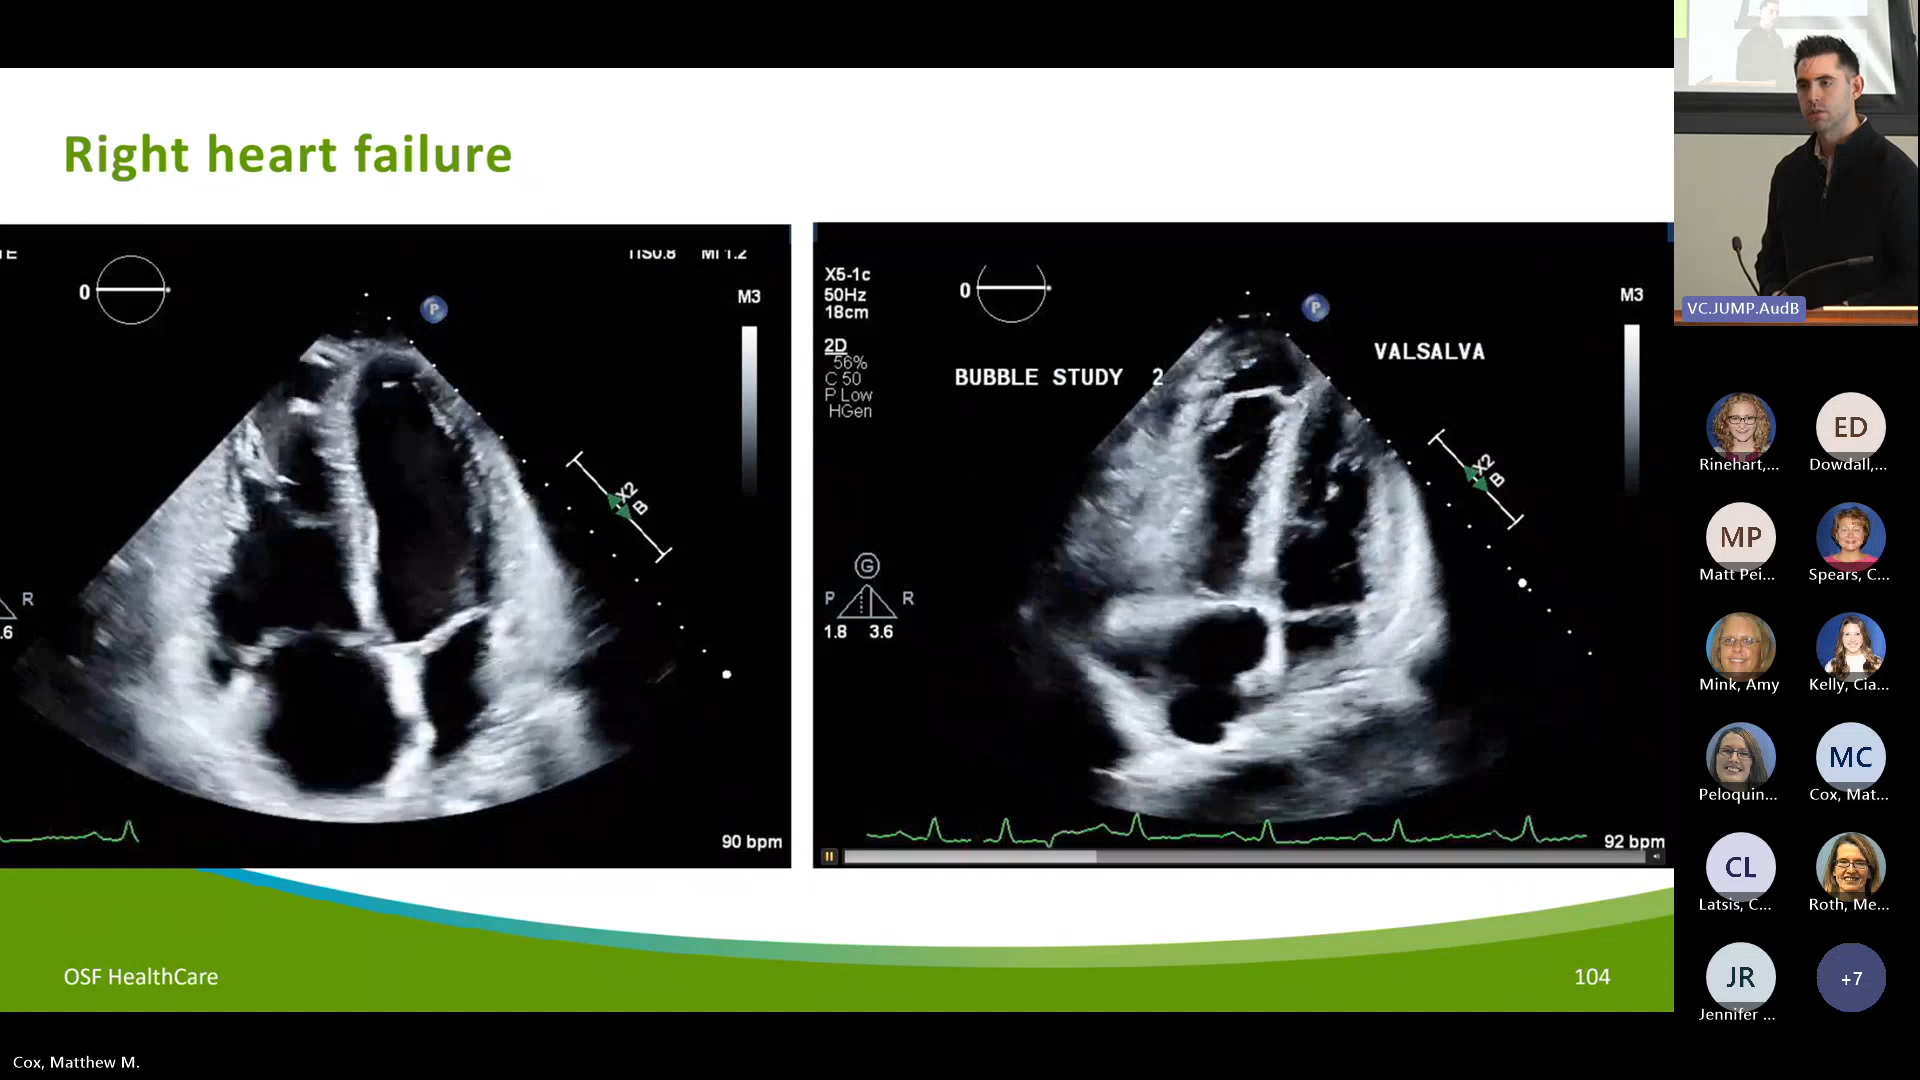 Right heart failure
E
TIS0.8 MI 1.2
0
P
M3
X2
B
R
.6
90 bpm
X5-1c
50Hz
18cm
2D
56%
C 50
P Low
HGen
0
P
M3
BUBBLE STUDY 2
VALSALVA
X2
B
G
P R
1.8 3.6
92 bpm
OSF HealthCare
104
Cox, Matthew M.
VC.JUMP.AudB
Rinehart,...
ED
Dowdall,...
MP
Matt Pei...
Spears, C...
Mink, Amy
Kelly, Cia...
Peloquin...
MC
Cox, Mat...
CL
Latsis, C...
Roth, Me...
JR
Jennifer ...
+7